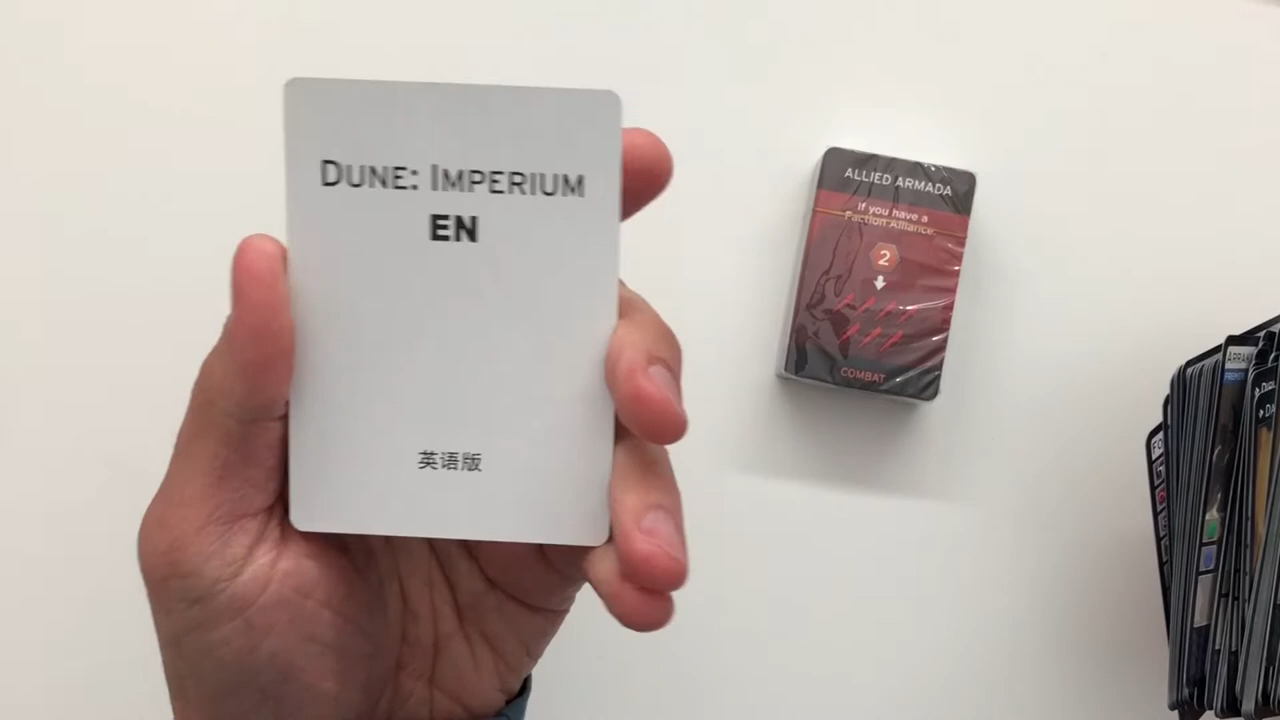 DUNE: IMPERIUM
EN
英语版
ALLIED ARMADA
If you have a
Faction Alliance:
2
COMBAT